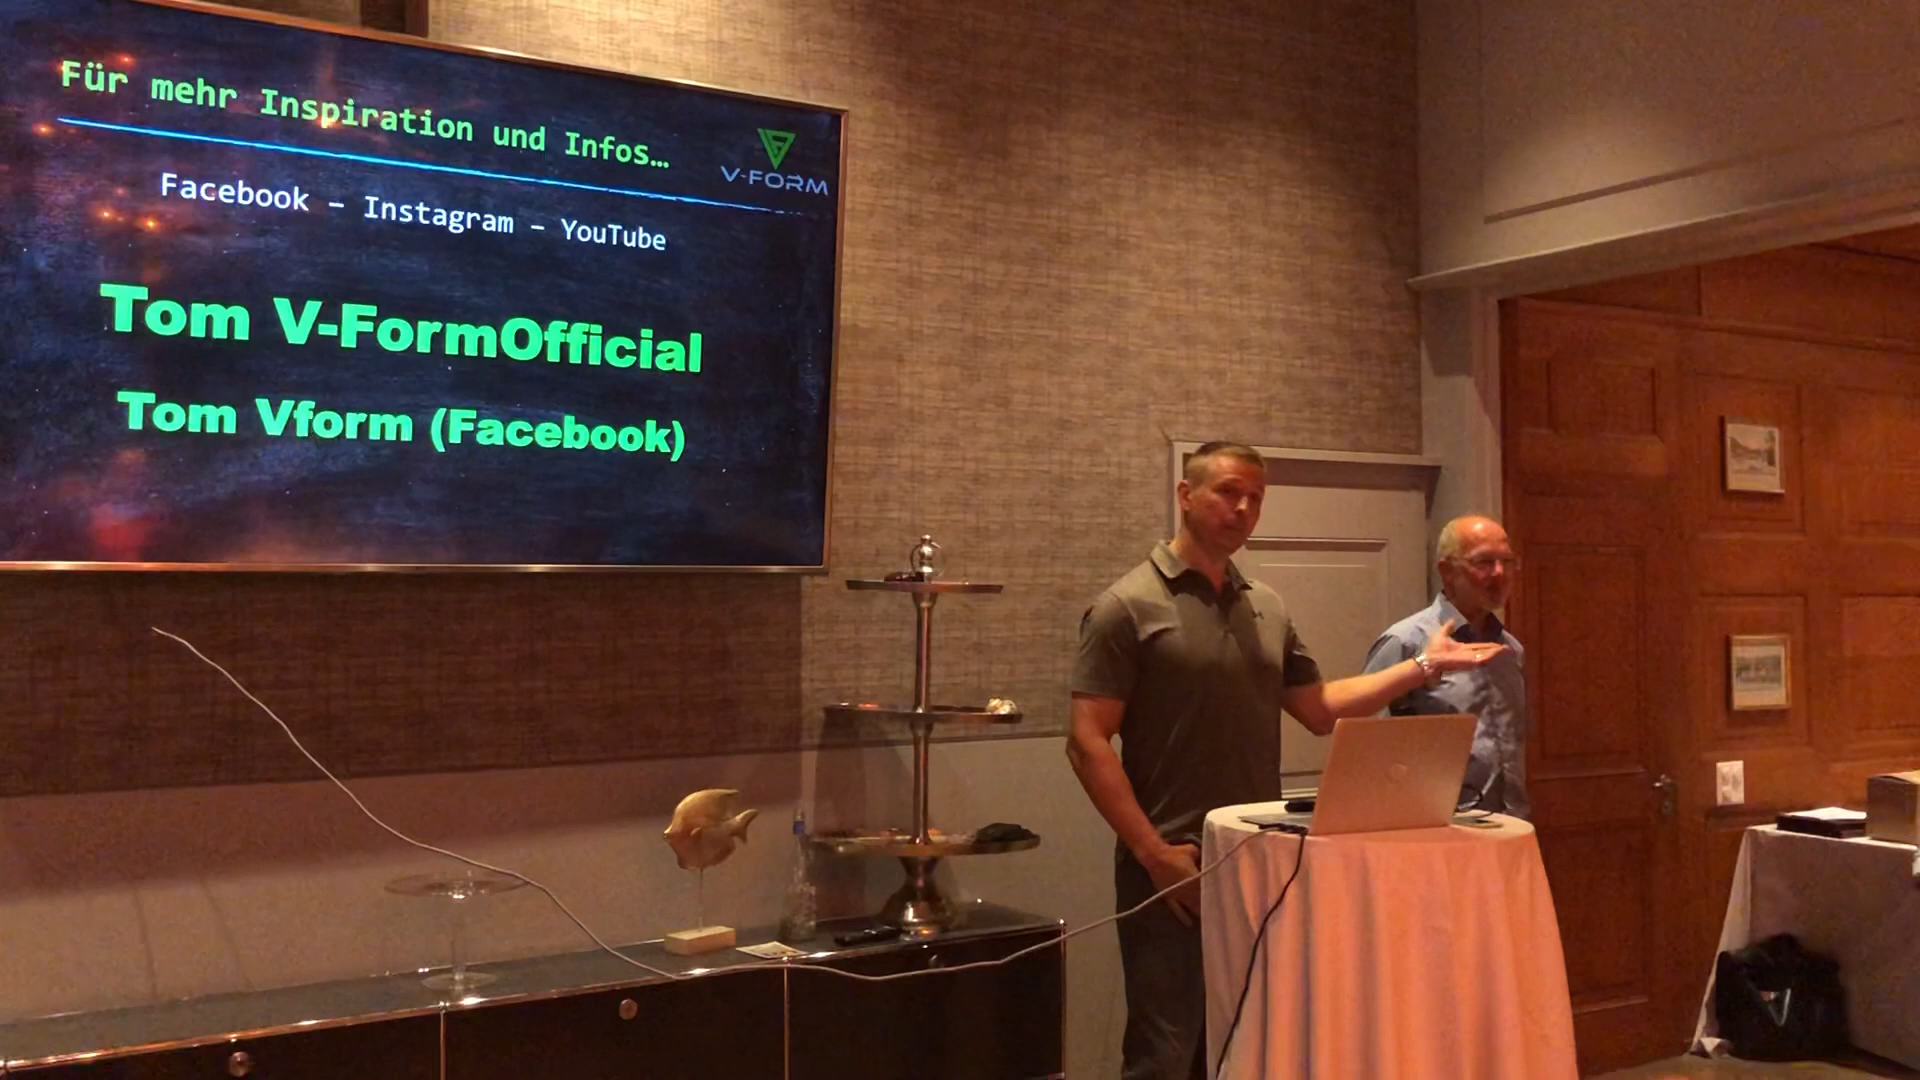 Für mehr Inspiration und Infos…
V-FORM
Facebook – Instagram – YouTube
Tom V-FormOfficial
Tom Vform (Facebook)